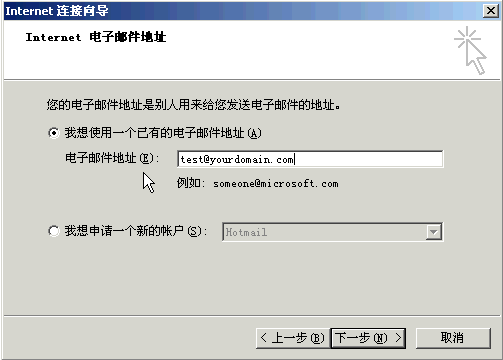 Internet 连接向导
Internet 电子邮件地址
您的电子邮件地址是别人用来给您发送电子邮件的地址。
我想使用一个已有的电子邮件地址(A)
电子邮件地址(E): test@yourdomain.com
例如: someone@microsoft.com
我想申请一个新的帐户(S): Hotmail
< 上一步(B) 下一步(N) > 取消